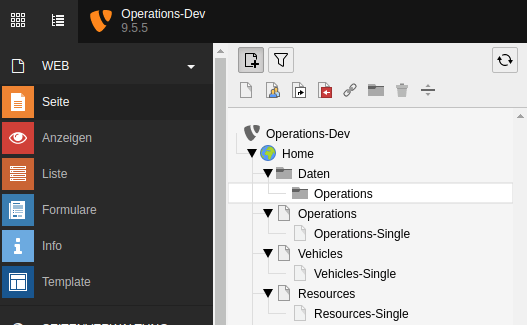 Operations-Dev
9.5.5
WEB
Seite
Anzeigen
Liste
Formulare
Info
Template
Operations-Dev
Home
Daten
Operations
Operations
Operations-Single
Vehicles
Vehicles-Single
Resources
Resources-Single